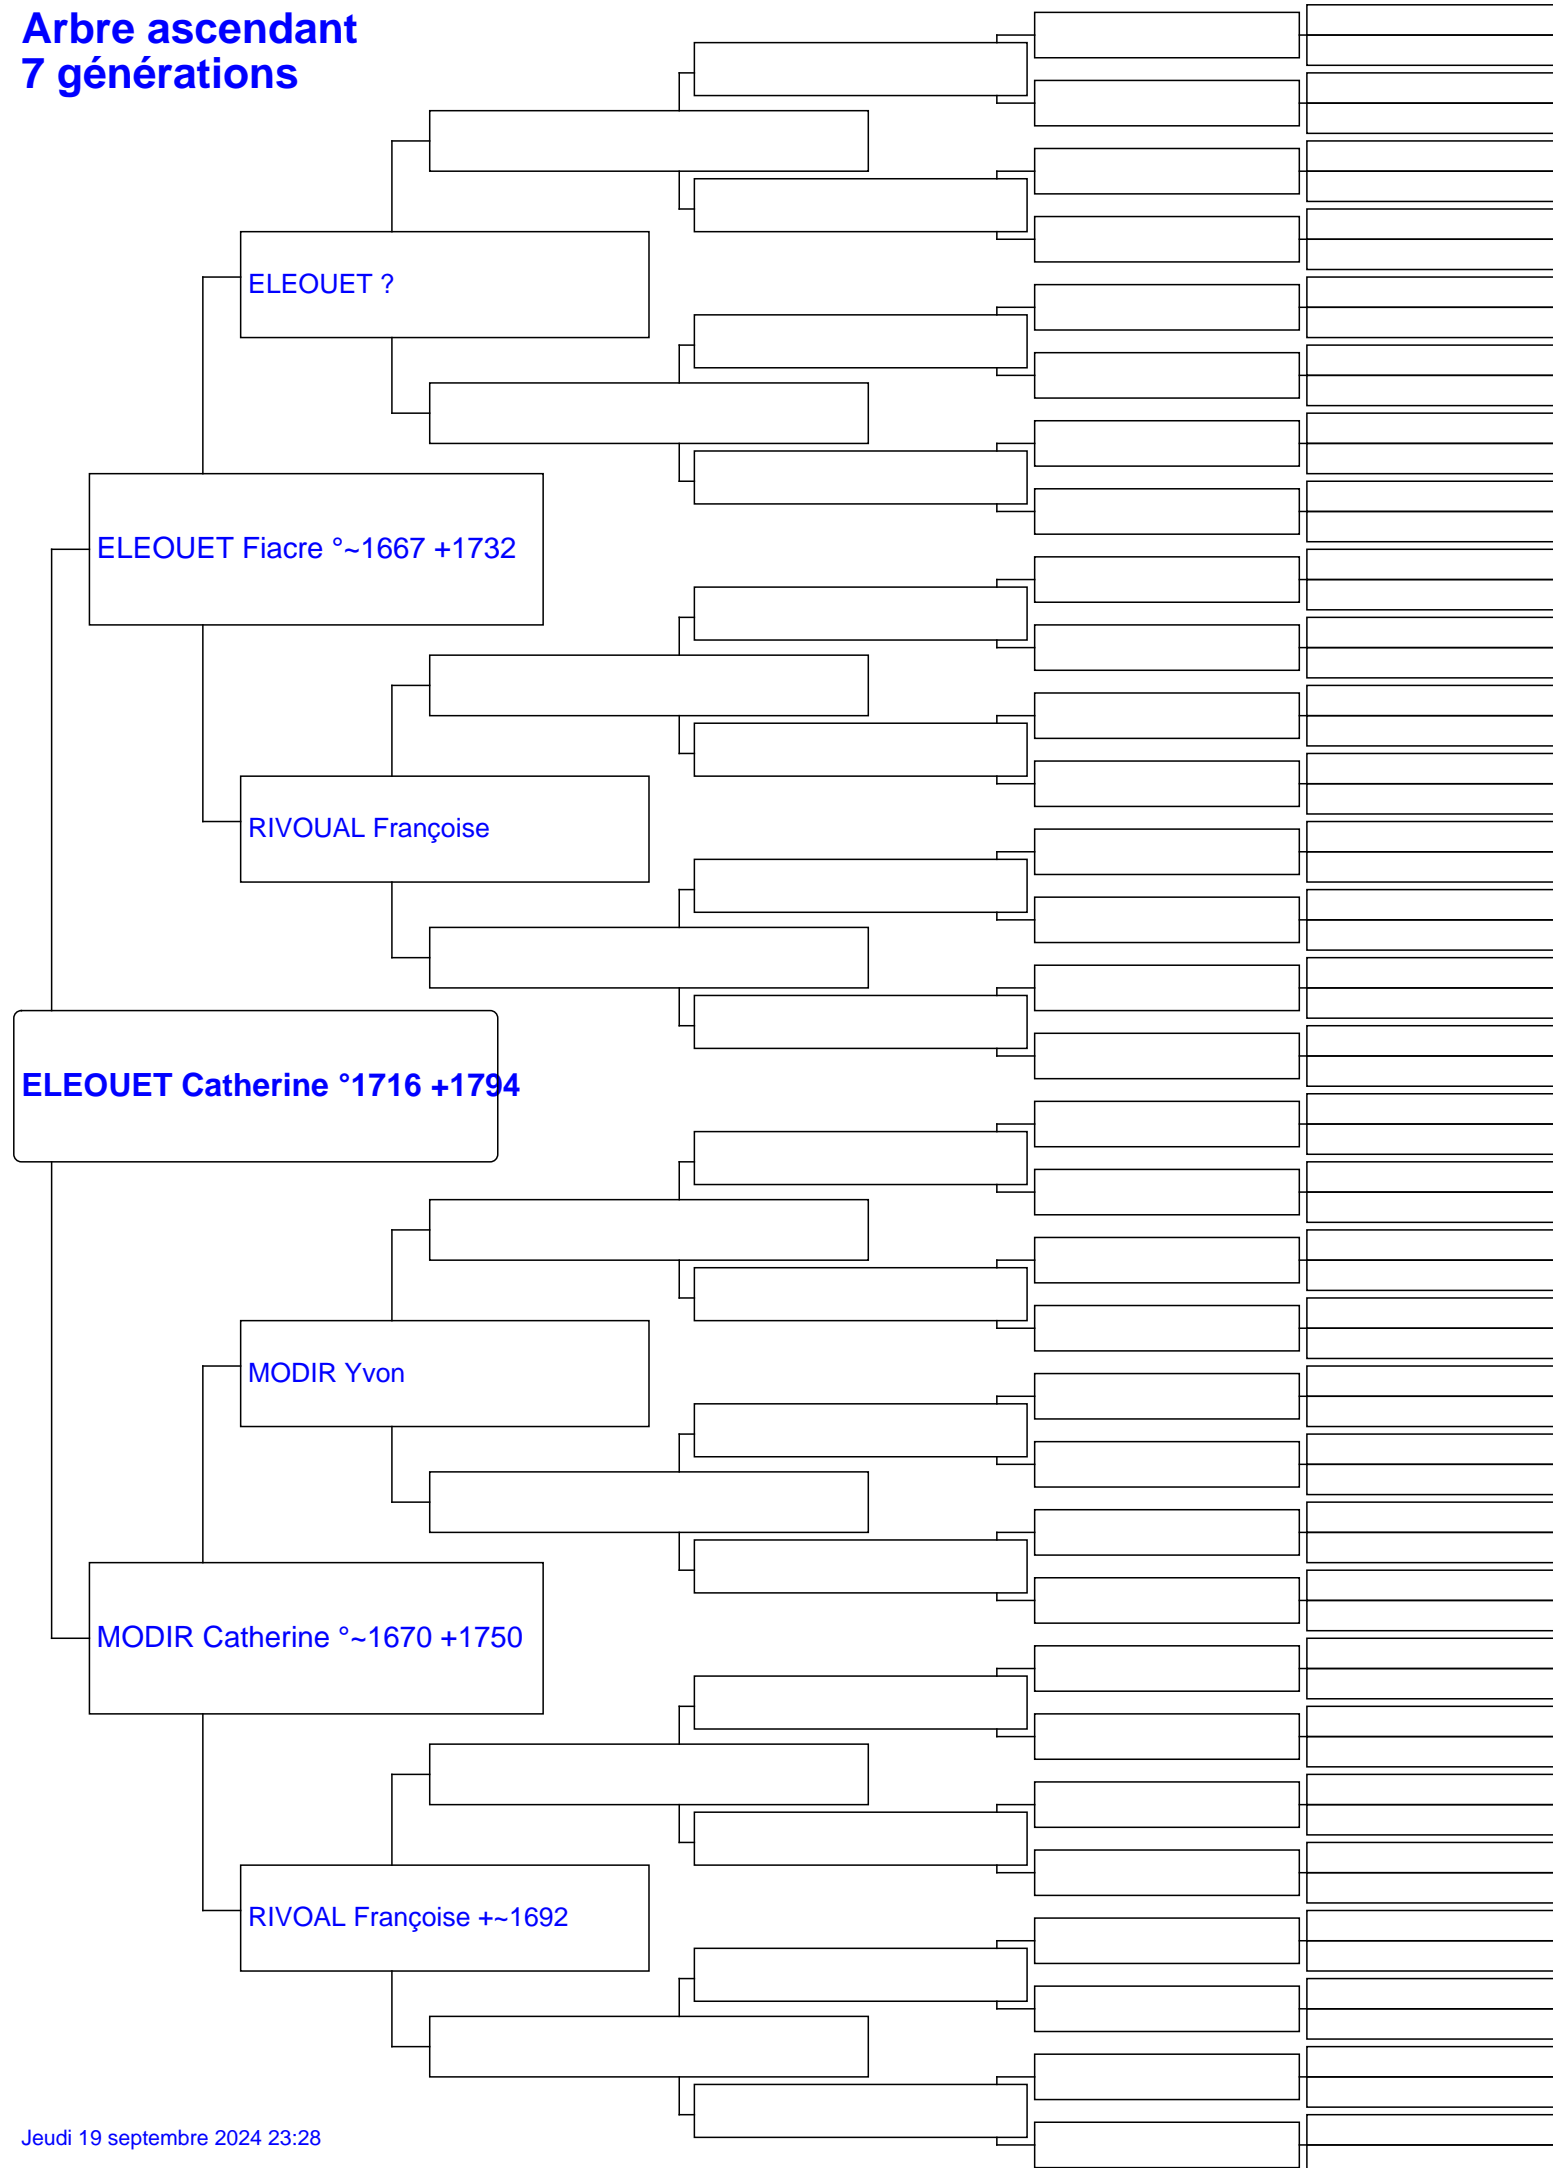 Arbre ascendant
7 générations
ELEOUET ?
ELEOUET Fiacre °~1667 +1732
RIVOUAL Françoise
ELEOUET Catherine °1716 +1794
MODIR Yvon
MODIR Catherine °~1670 +1750
RIVOAL Françoise +~1692
Jeudi 19 septembre 2024 23:28